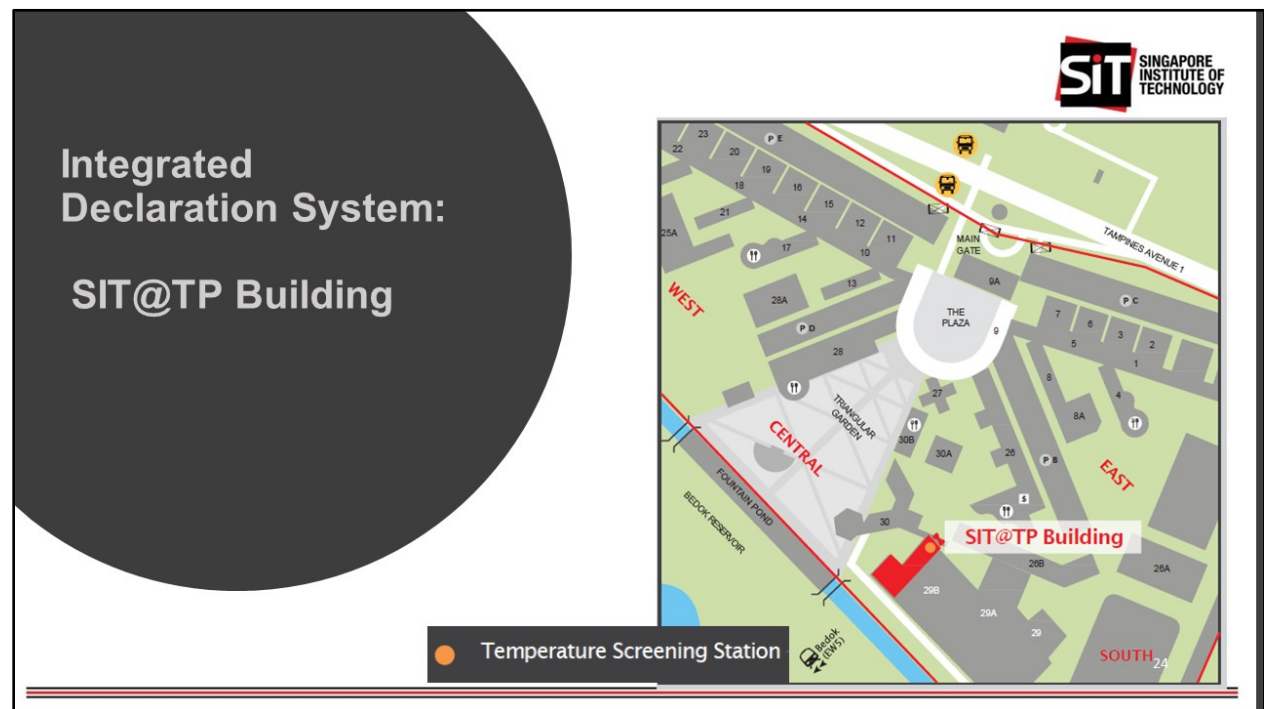 Integrated
Declaration System:
SIT@TP Building
SiT
SINGAPORE
INSTITUTE OF
TECHNOLOGY
23
22
20
19
18
16
15
14
12
11
10
21
17
25A
P E
MAIN
GATE
TAMPINES AVENUE 1
9A
P C
WEST
28A
13
P D
28
THE
PLAZA
9
7
6
3
2
5
1
8
4
8A
27
TRIANGULAR
GARDEN
CENTRAL
30B
30A
26
P B
EAST
$
FOUNTAIN POND
BEDOK RESERVOIR
30
SIT@TP Building
26B
26A
29B
29A
29
SOUTH
24
Bedok
(EW5)
Temperature Screening Station